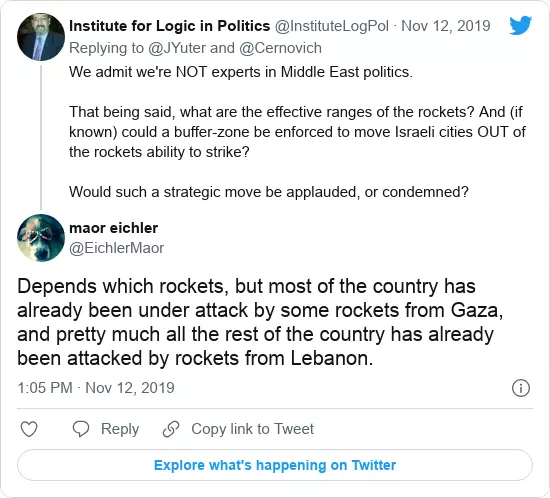 Institute for Logic in Politics @InstituteLogPol · Nov 12, 2019
Replying to @JYuter and @Cernovich
We admit we're NOT experts in Middle East politics.
That being said, what are the effective ranges of the rockets? And (if
known) could a buffer-zone be enforced to move Israeli cities OUT of
the rockets ability to strike?
Would such a strategic move be applauded, or condemned?
maor eichler
@EichlerMaor
Depends which rockets, but most of the country has
already been under attack by some rockets from Gaza,
and pretty much all the rest of the country has already
been attacked by rockets from Lebanon.
1:05 PM · Nov 12, 2019
Reply
Copy link to Tweet
Explore what's happening on Twitter